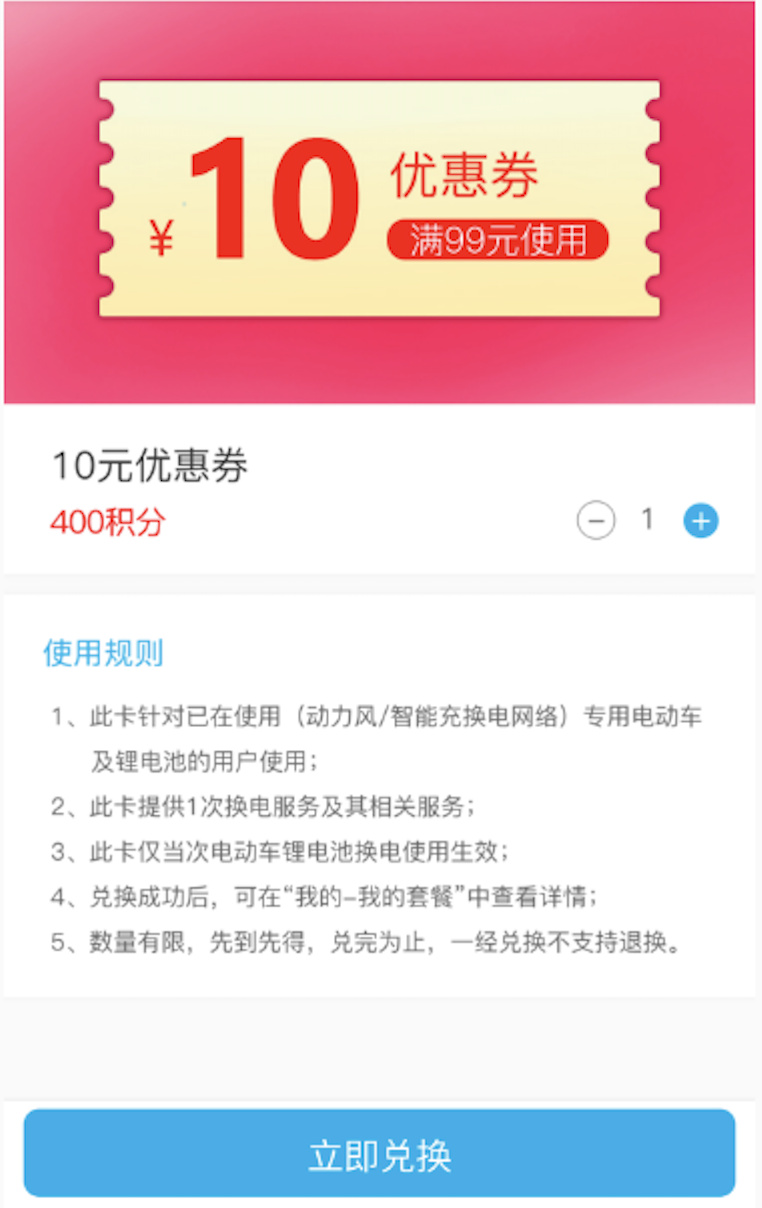 ¥10 优惠券
满99元使用
10元优惠券
400积分
1
使用规则
1、此卡针对已在使用（动力风/智能充换电网络）专用电动车
及锂电池的用户使用；
2、此卡提供1次换电服务及其相关服务；
3、此卡仅当次电动车锂电池换电使用生效；
4、兑换成功后，可在“我的-我的套餐”中查看详情；
5、数量有限，先到先得，兑完为止，一经兑换不支持退换。
立即兑换